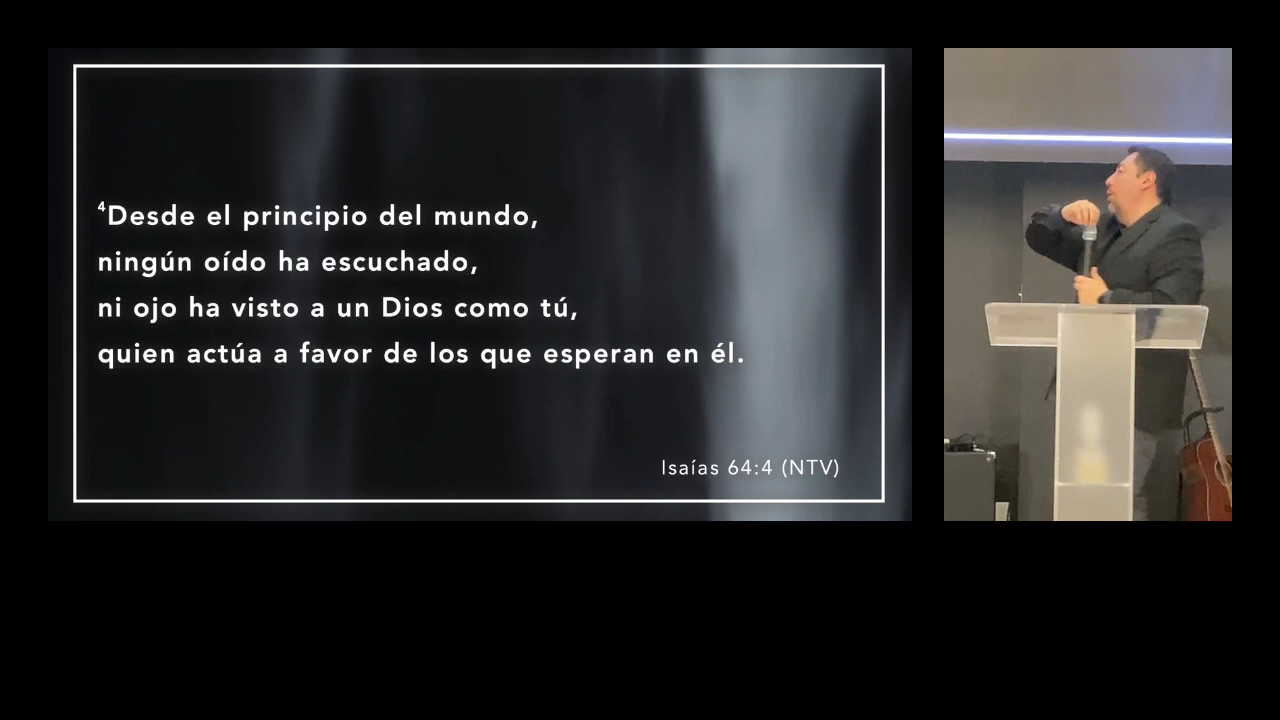 ⁴Desde el principio del mundo,
ningún oído ha escuchado,
ni ojo ha visto a un Dios como tú,
quien actúa a favor de los que esperan en él.
Isaías 64:4 (NTV)